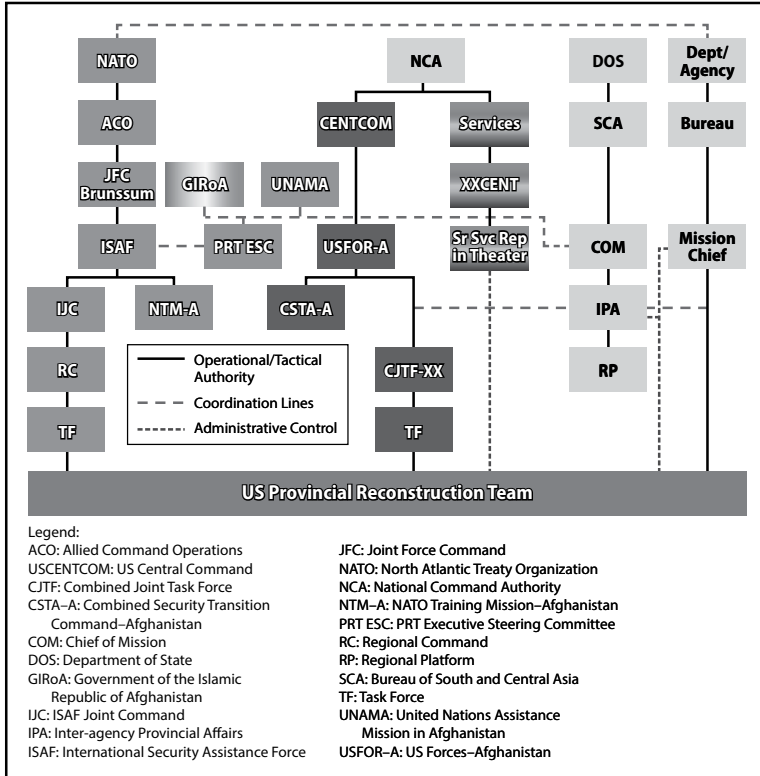 NATO
NCA
DOS
Dept/
Agency
ACO
CENTCOM
Services
SCA
Bureau
JFC
Brunssum
GIRoA
UNAMA
XXCENT
ISAF
PRT ESC
USFOR-A
Sr Svc Rep
in Theater
COM
Mission
Chief
IJC
NTM-A
CSTA-A
IPA
RC
CJTF-XX
RP
TF
TF
Operational/Tactical
Authority
Coordination Lines
Administrative Control
US Provincial Reconstruction Team
Legend:
ACO: Allied Command Operations
USCENTCOM: US Central Command
CJTF: Combined Joint Task Force
CSTA–A: Combined Security Transition
Command–Afghanistan
COM: Chief of Mission
DOS: Department of State
GIRoA: Government of the Islamic
Republic of Afghanistan
IJC: ISAF Joint Command
IPA: Inter-agency Provincial Affairs
ISAF: International Security Assistance Force
JFC: Joint Force Command
NATO: North Atlantic Treaty Organization
NCA: National Command Authority
NTM–A: NATO Training Mission–Afghanistan
PRT ESC: PRT Executive Steering Committee
RC: Regional Command
RP: Regional Platform
SCA: Bureau of South and Central Asia
TF: Task Force
UNAMA: United Nations Assistance
Mission in Afghanistan
USFOR–A: US Forces–Afghanistan